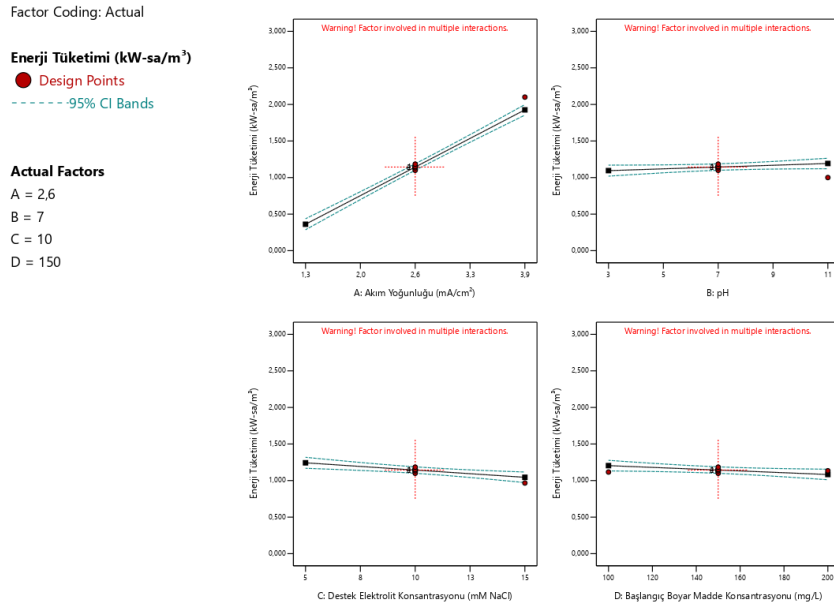 Factor Coding: Actual
Enerji Tüketimi (kW-sa/m³)
Design Points
95% CI Bands
Actual Factors
A = 2,6
B = 7
C = 10
D = 150
Warning! Factor involved in multiple interactions.
Enerji Tüketimi (kW-sa/m³)
3,000
2,500
2,000
1,500
1,000
0,500
0,000
1,3 2,0 2,6 3,3 3,9
A: Akım Yoğunluğu (mA/cm²)
Warning! Factor involved in multiple interactions.
Enerji Tüketimi (kW-sa/m³)
3,000
2,500
2,000
1,500
1,000
0,500
0,000
3 5 7 9 11
B: pH
Warning! Factor involved in multiple interactions.
Enerji Tüketimi (kW-sa/m³)
3,000
2,500
2,000
1,500
1,000
0,500
0,000
5 8 10 13 15
C: Destek Elektrolit Konsantrasyonu (mM NaCl)
Warning! Factor involved in multiple interactions.
Enerji Tüketimi (kW-sa/m³)
3,000
2,500
2,000
1,500
1,000
0,500
0,000
100 120 140 160 180 200
D: Başlangıç Boyar Madde Konsantrasyonu (mg/L)